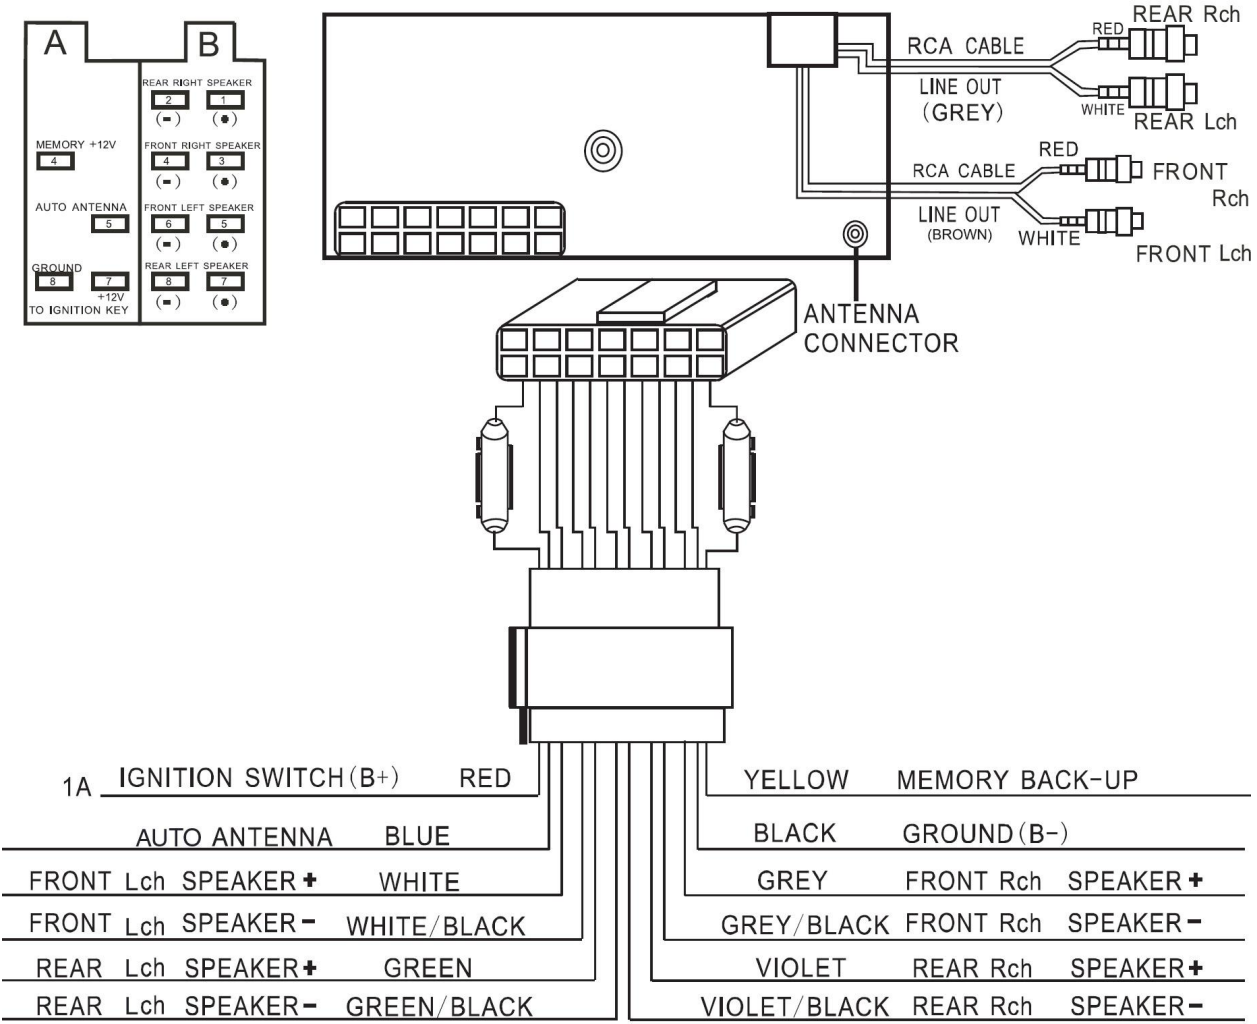 A
B
REAR RIGHT SPEAKER
2
1
(-)
(•)
MEMORY +12V
4
FRONT RIGHT SPEAKER
4
3
(-)
(•)
AUTO ANTENNA
5
FRONT LEFT SPEAKER
6
5
(-)
(•)
GROUND
8
7
+12V
TO IGNITION KEY
REAR LEFT SPEAKER
8
7
(-)
(•)
RCA CABLE
LINE OUT
(GREY)
RED
REAR Rch
WHITE
REAR Lch
RCA CABLE
LINE OUT
(BROWN)
RED
FRONT
Rch
WHITE
FRONT Lch
ANTENNA
CONNECTOR
1A IGNITION SWITCH(B+) RED
AUTO ANTENNA BLUE
FRONT Lch SPEAKER+ WHITE
FRONT Lch SPEAKER- WHITE/BLACK
REAR Lch SPEAKER+ GREEN
REAR Lch SPEAKER- GREEN/BLACK
YELLOW MEMORY BACK-UP
BLACK GROUND(B-)
GREY FRONT Rch SPEAKER+
GREY/BLACK FRONT Rch SPEAKER-
VIOLET REAR Rch SPEAKER+
VIOLET/BLACK REAR Rch SPEAKER-